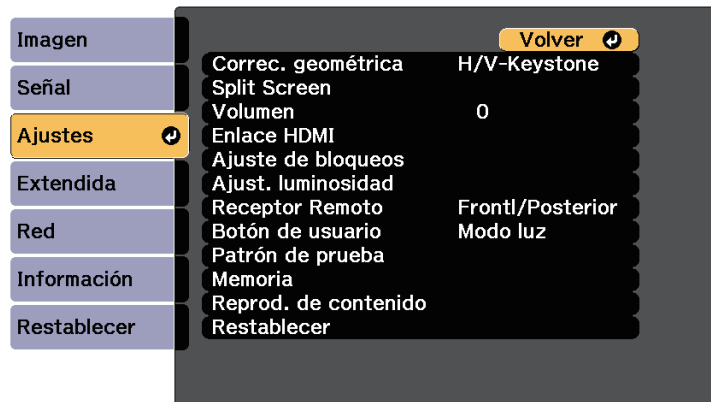 Imagen
Señal
Ajustes
Extendida
Red
Información
Restablecer
Volver
Correc. geométrica H/V-Keystone
Split Screen
Volumen 0
Enlace HDMI
Ajuste de bloqueos
Ajust. luminosidad
Receptor Remoto Frontl/Posterior
Botón de usuario Modo luz
Patrón de prueba
Memoria
Reprod. de contenido
Restablecer